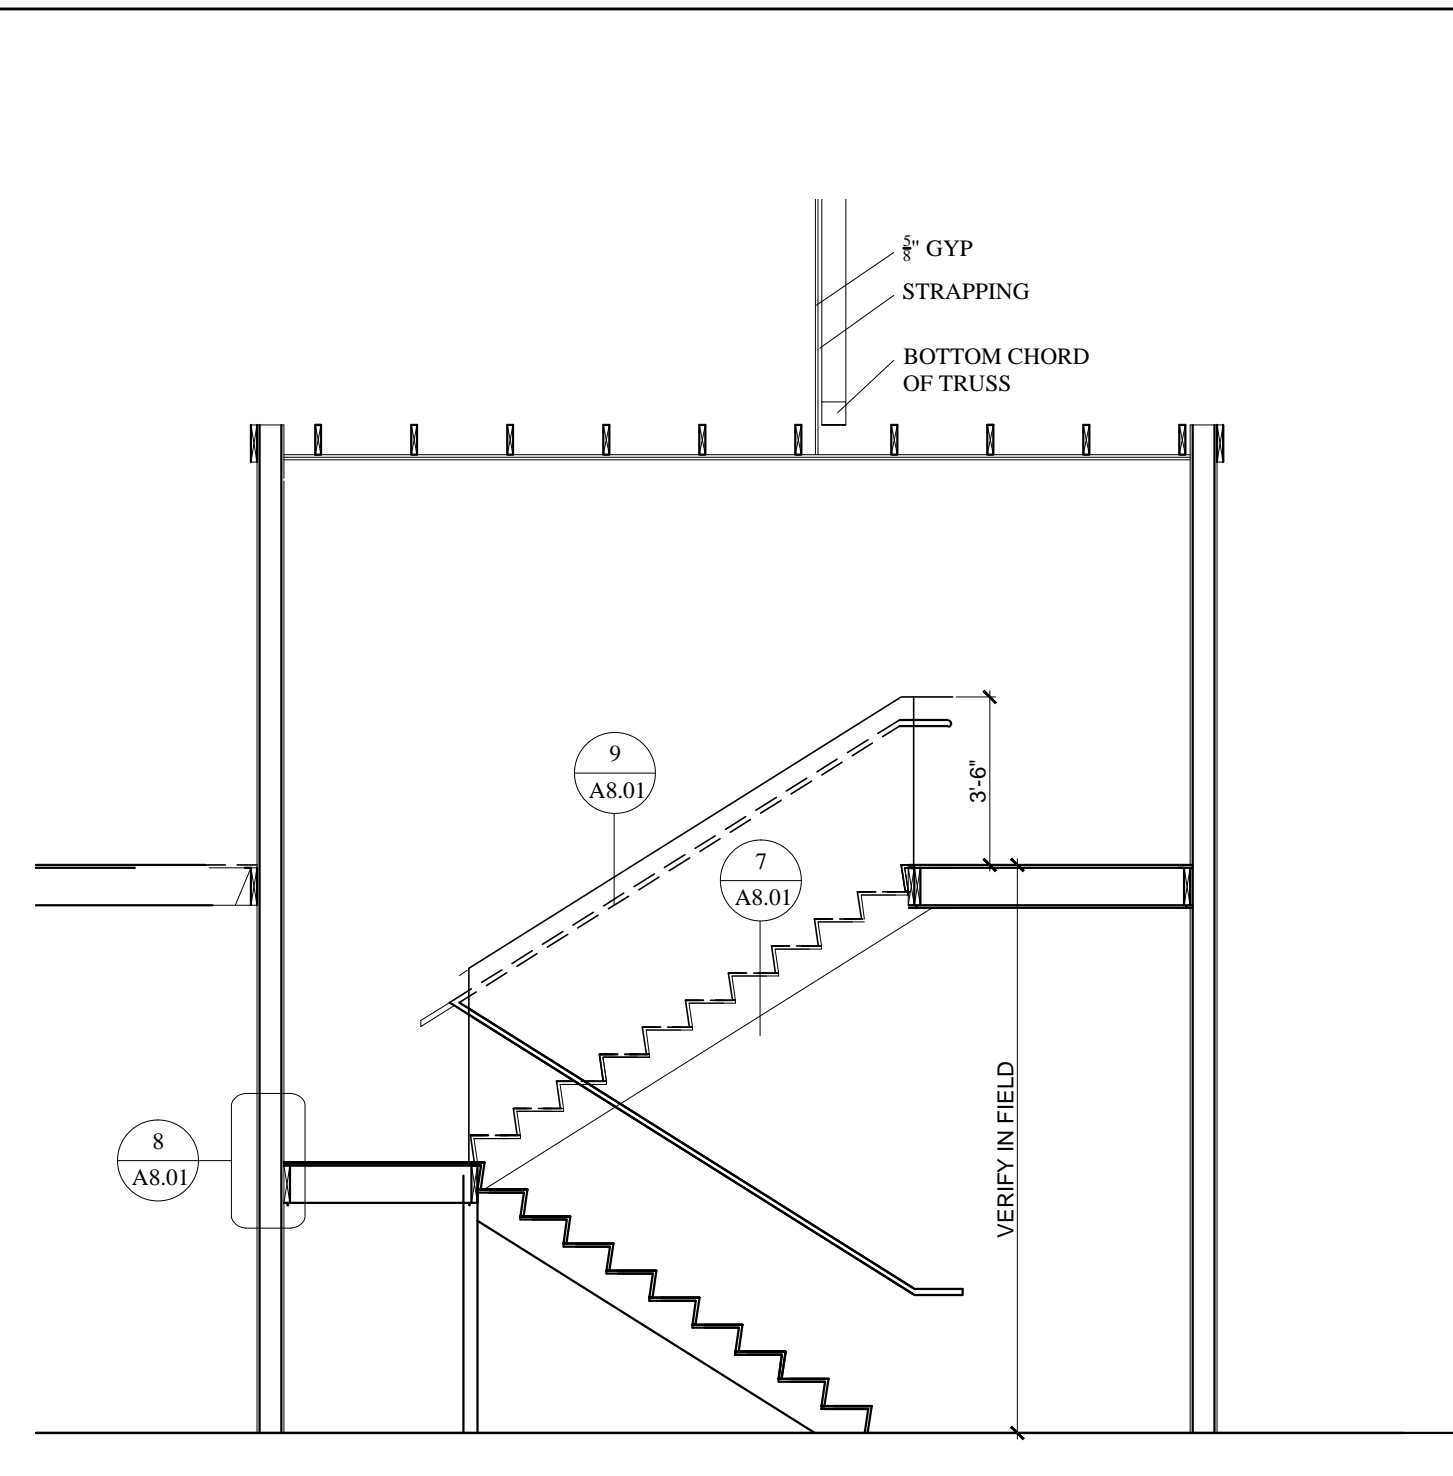 ⅝" GYP
STRAPPING
BOTTOM CHORD
OF TRUSS
9
A8.01
3'-6"
7
A8.01
8
A8.01
VERIFY IN FIELD